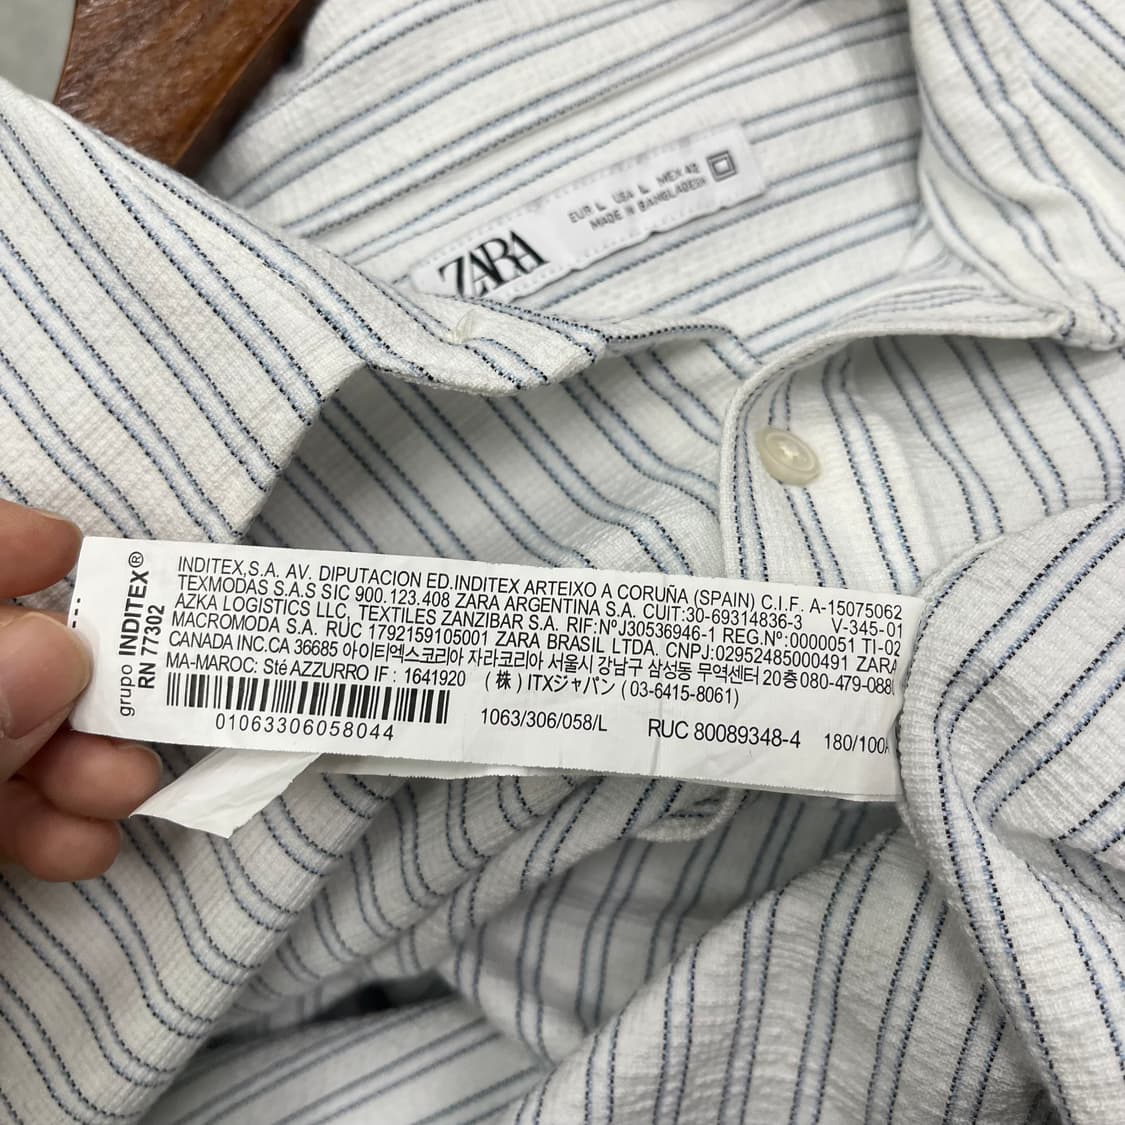 ZARA
EUR L USA L MEX 42
MADE IN BANGLADESH
grupo INDITEX®
RN 77302
INDITEX,S.A. AV. DIPUTACION ED.INDITEX ARTEIXO A CORUÑA (SPAIN) C.I.F. A-15075062
TEXMODAS S.A.S SIC 900.123.408 ZARA ARGENTINA S.A. CUIT:30-69314836-3 V-345-01
AZKA LOGISTICS LLC, TEXTILES ZANZIBAR S.A. RIF:Nº J30536946-1 REG.Nº:0000051 T1-02
MACROMODA S.A. RUC 1792159105001 ZARA BRASIL LTDA. CNPJ:02952485000491 ZARA
CANADA INC.CA 36685 아이티엑스코리아 자라코리아 서울시 강남구 삼성동 무역센터 20층 080-479-0880
MA-MAROC: Sté AZZURRO IF : 1641920 (株) ITXジャパン (03-6415-8061)
01063306058044 1063/306/058/L RUC 80089348-4 180/100A